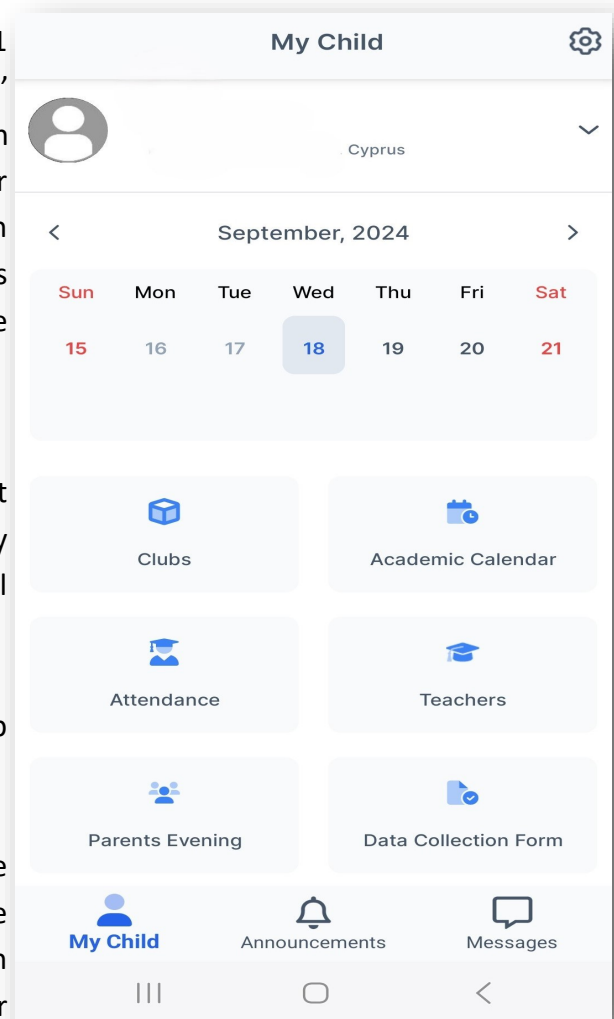 My Child
Cyprus
September, 2024
Sun Mon Tue Wed Thu Fri Sat
15 16 17 18 19 20 21
Clubs Academic Calendar
Attendance Teachers
Parents Evening Data Collection Form
My Child Announcements Messages